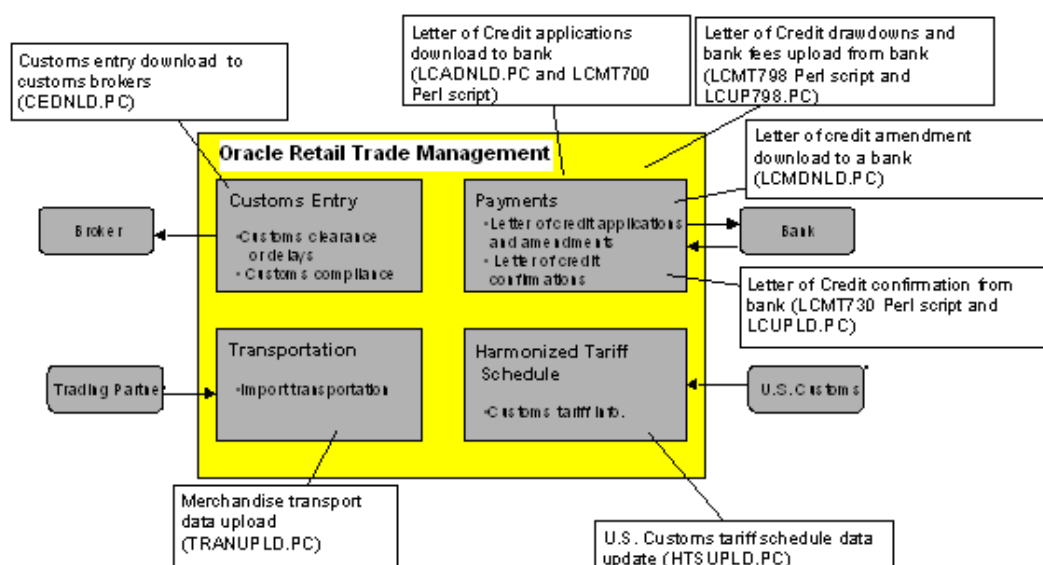 Customs entry download to
customs brokers
(CEDNLD.PC)
Letter of Credit applications
download to bank
(LCADNLD.PC and LCMT700
Perl script)
Letter of Credit drawdowns and
bank fees upload from bank
(LCMT798 Perl script and
LCUP798.PC)
Letter of credit amendment
download to a bank
(LCMDNLD.PC)
Oracle Retail Trade Management
Customs Entry
•Customs clearance
or delays
• Customs compliance
Payments
•Letter of credit applications
and amendments
• Letter of credit
confirmations
Broker
Bank
Letter of Credit confirmation from
bank (LCMT730 Perl script and
LCUPLD.PC)
Transportation
•Import transportation
Harmonized Tariff
Schedule
•Customs tariff info.
Trading Partne
U.S. Customs
Merchandise transport
data upload
(TRANUPLD.PC)
U.S. Customs tariff schedule data
update (HTSUPLD.PC)